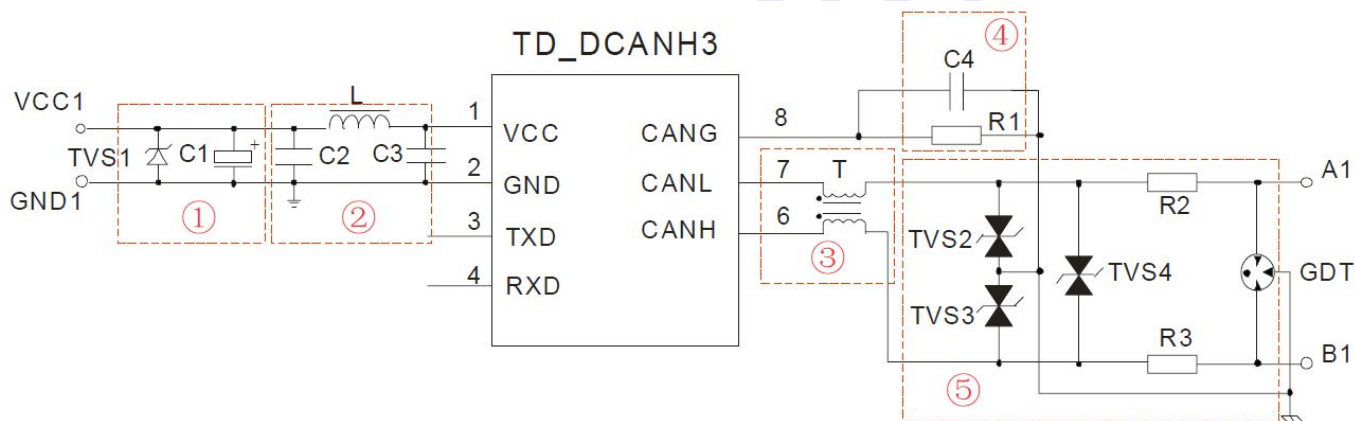 TD_DCANH3
④
C4
R1
VCC1
L
1
VCC
CANG
8
TVS1
C1
+
C2
C3
2
GND
CANL
7
T
A1
GND1
R2
①
②
3
TXD
CANH
6
TVS2
③
TVS4
GDT
4
RXD
TVS3
R3
B1
⑤